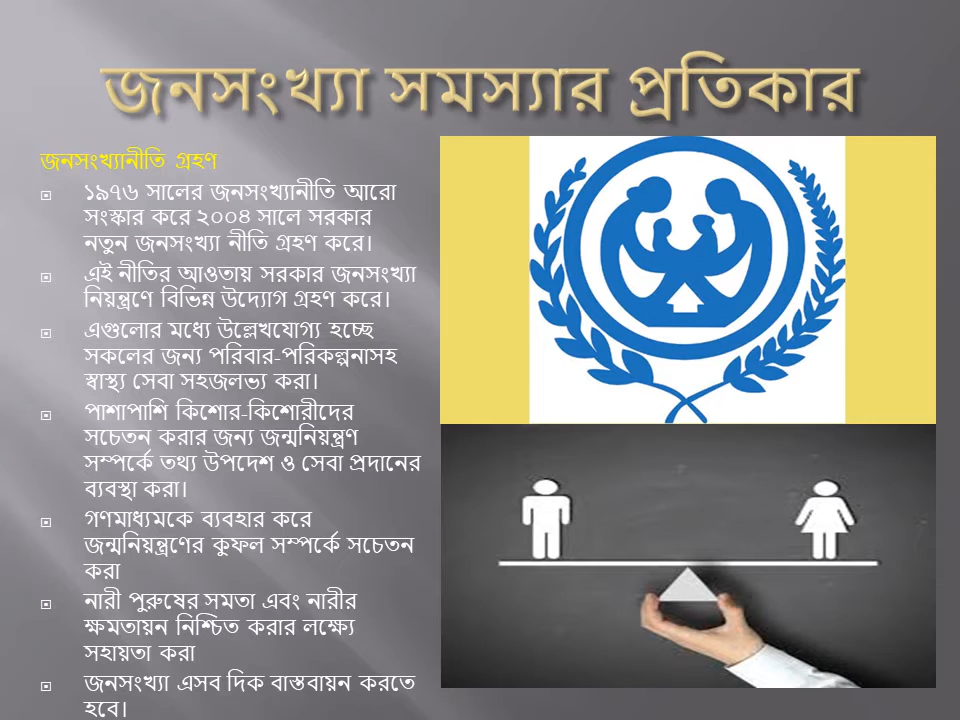 জনসংখ্যা সমস্যার প্রতিকার
জনসংখ্যানীতি গ্রহণ
১৯৭৬ সালের জনসংখ্যানীতি আরো
সংস্কার করে ২০০৪ সালে সরকার
নতুন জনসংখ্যা নীতি গ্রহণ করে।
এই নীতির আওতায় সরকার জনসংখ্যা
নিয়ন্ত্রণে বিভিন্ন উদ্যোগ গ্রহণ করে।
এগুলোর মধ্যে উল্লেখযোগ্য হচ্ছে
সকলের জন্য পরিবার-পরিকল্পনাসহ
স্বাস্থ্য সেবা সহজলভ্য করা।
পাশাপাশি কিশোর-কিশোরীদের
সচেতন করার জন্য জন্মনিয়ন্ত্রণ
সম্পর্কে তথ্য উপদেশ ও সেবা প্রদানের
ব্যবস্থা করা।
গণমাধ্যমকে ব্যবহার করে
জন্মনিয়ন্ত্রণের কুফল সম্পর্কে সচেতন
করা
নারী পুরুষের সমতা এবং নারীর
ক্ষমতায়ন নিশ্চিত করার লক্ষ্যে
সহায়তা করা
জনসংখ্যা এসব দিক বাস্তবায়ন করতে
হবে।